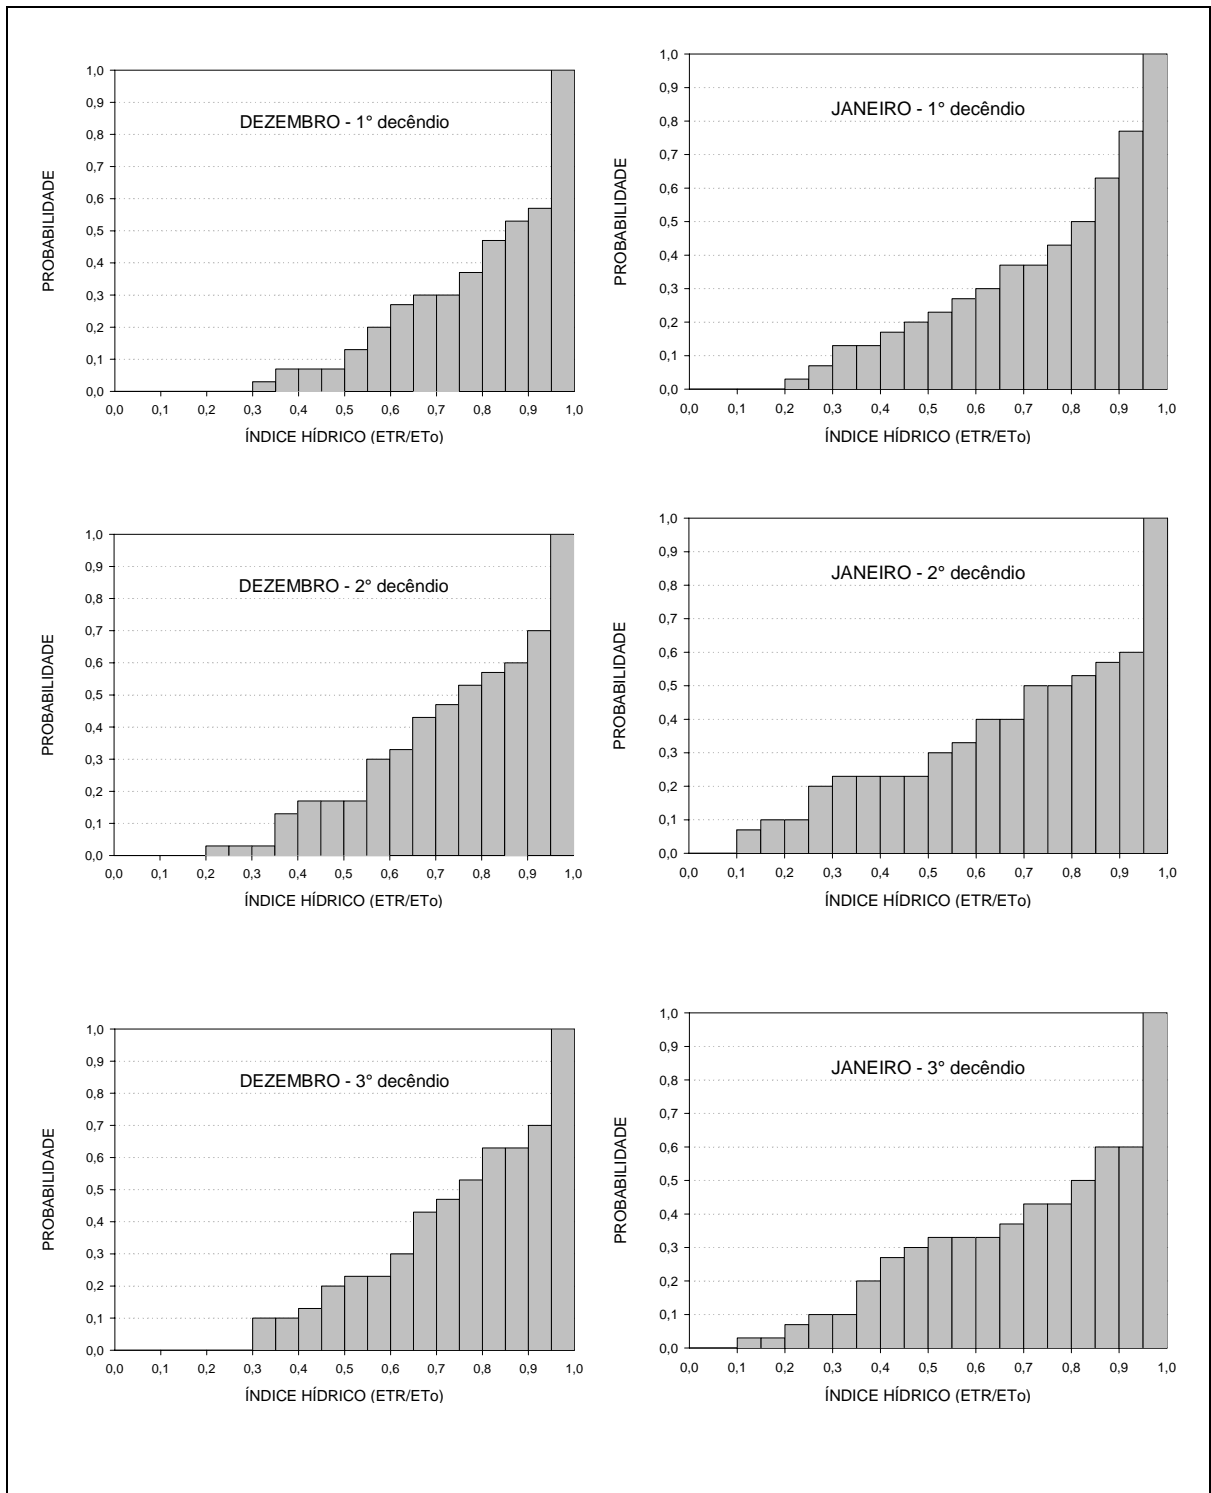 DEZEMBRO - 1° decêndio
PROBABILIDADE
1,0
0,9
0,8
0,7
0,6
0,5
0,4
0,3
0,2
0,1
0,0
0,0 0,1 0,2 0,3 0,4 0,5 0,6 0,7 0,8 0,9 1,0
ÍNDICE HÍDRICO (ETR/ETo)
JANEIRO - 1° decêndio
PROBABILIDADE
1,0
0,9
0,8
0,7
0,6
0,5
0,4
0,3
0,2
0,1
0,0
0,0 0,1 0,2 0,3 0,4 0,5 0,6 0,7 0,8 0,9 1,0
ÍNDICE HÍDRICO (ETR/ETo)
DEZEMBRO - 2° decêndio
PROBABILIDADE
1,0
0,9
0,8
0,7
0,6
0,5
0,4
0,3
0,2
0,1
0,0
0,0 0,1 0,2 0,3 0,4 0,5 0,6 0,7 0,8 0,9 1,0
ÍNDICE HÍDRICO (ETR/ETo)
JANEIRO - 2° decêndio
PROBABILIDADE
1,0
0,9
0,8
0,7
0,6
0,5
0,4
0,3
0,2
0,1
0,0
0,0 0,1 0,2 0,3 0,4 0,5 0,6 0,7 0,8 0,9 1,0
ÍNDICE HÍDRICO (ETR/ETo)
DEZEMBRO - 3° decêndio
PROBABILIDADE
1,0
0,9
0,8
0,7
0,6
0,5
0,4
0,3
0,2
0,1
0,0
0,0 0,1 0,2 0,3 0,4 0,5 0,6 0,7 0,8 0,9 1,0
ÍNDICE HÍDRICO (ETR/ETo)
JANEIRO - 3° decêndio
PROBABILIDADE
1,0
0,9
0,8
0,7
0,6
0,5
0,4
0,3
0,2
0,1
0,0
0,0 0,1 0,2 0,3 0,4 0,5 0,6 0,7 0,8 0,9 1,0
ÍNDICE HÍDRICO (ETR/ETo)